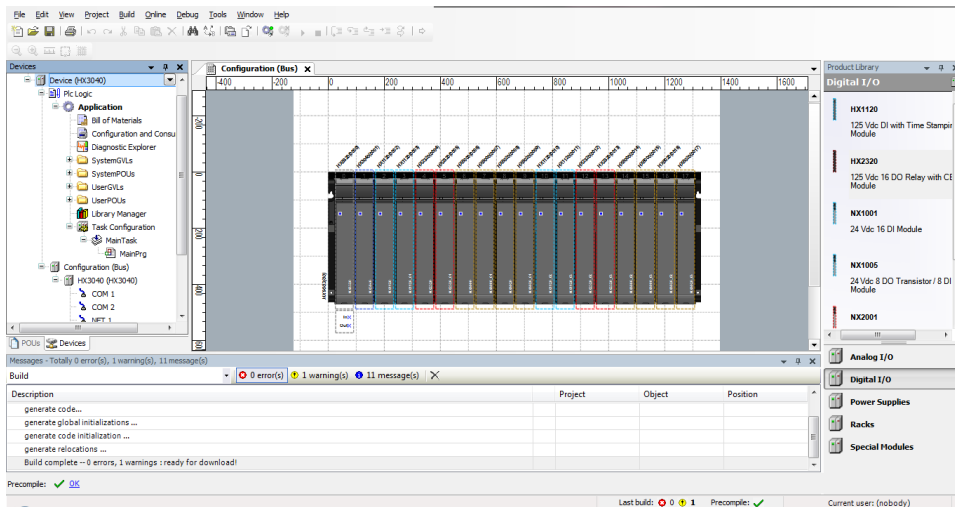 File Edit View Project Build Online Debug Tools Window Help
Devices
Device (HX3040)
Plc Logic
Application
Bill of Materials
Configuration and Consu
Diagnostic Explorer
SystemGVLs
SystemPOUs
UserGVLs
UserPOUs
Library Manager
Task Configuration
MainTask
MainPrg
Configuration (Bus)
HX3040 (HX3040)
COM 1
COM 2
NET 1
POUs Devices
Configuration (Bus)
-400 -200 0 200 400 600 800 1000 1200 1400 1600
Product Library
Digital I/O
HX1120
125 Vdc DI with Time Stampin
Module
HX2320
125 Vdc 16 DO Relay with CB
Module
NX1001
24 Vdc 16 DI Module
NX1005
24 Vdc 8 DO Transistor / 8 DI
Module
NX2001
Analog I/O
Digital I/O
Power Supplies
Racks
Special Modules
Messages - Totally 0 error(s), 1 warning(s), 11 message(s)
Build 0 error(s) 1 warning(s) 11 message(s)
Description Project Object Position
generate code...
generate global initializations ...
generate code initialization ...
generate relocations ...
Build complete -- 0 errors, 1 warnings : ready for download!
Precompile: OK
Last build: 0 1 Precompile: Current user: (nobody)